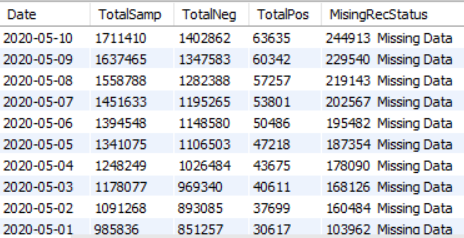 Date TotalSamp TotalNeg TotalPos MisingRecStatus
2020-05-10 1711410 1402862 63635 244913 Missing Data
2020-05-09 1637465 1347583 60342 229540 Missing Data
2020-05-08 1558788 1282388 57257 219143 Missing Data
2020-05-07 1451633 1195265 53801 202567 Missing Data
2020-05-06 1394548 1148580 50486 195482 Missing Data
2020-05-05 1341075 1106503 47218 187354 Missing Data
2020-05-04 1248249 1026484 43675 178090 Missing Data
2020-05-03 1178077 969340 40611 168126 Missing Data
2020-05-02 1091268 893085 37699 160484 Missing Data
2020-05-01 985836 851257 30617 103962 Missing Data